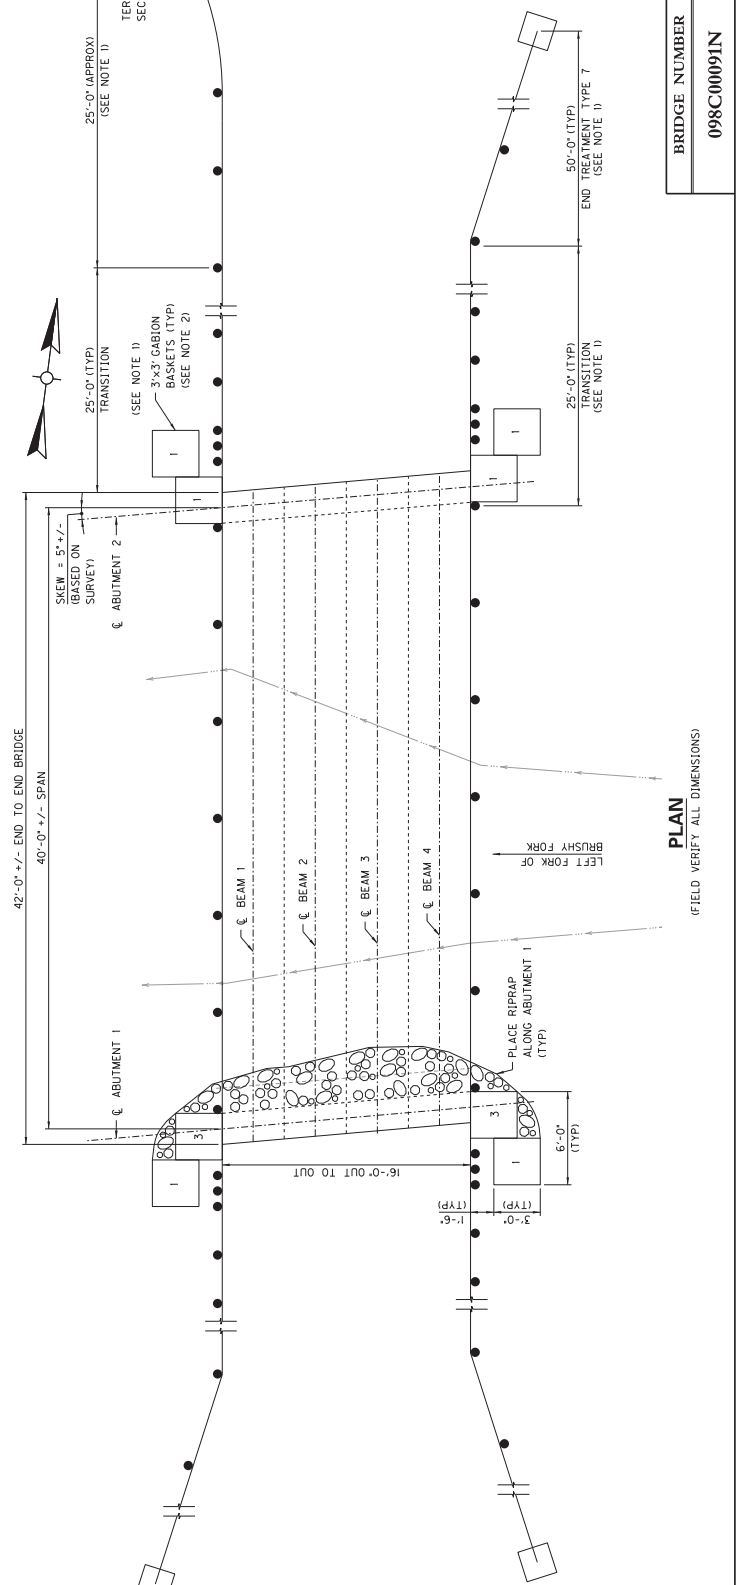 TER
SEC
25'-0" (APPROX)
(SEE NOTE 1)
25'-0" (TYP)
TRANSITION
(SEE NOTE 1)
3'x3' GABION
BASKETS (TYP)
(SEE NOTE 2)
50'-0" (TYP)
END TREATMENT TYPE 7
(SEE NOTE 1)
25'-0" (TYP)
TRANSITION
(SEE NOTE 1)
BRIDGE NUMBER
098C00091N
1
1
1
1
SKEW = 5°+/-
(BASED ON
SURVEY)
℄ ABUTMENT 2
42'-0" +/- END TO END BRIDGE
40'-0" +/- SPAN
℄ BEAM 1
℄ BEAM 2
℄ BEAM 3
℄ BEAM 4
LEFT FORK OF
BRUSHY FORK
PLAN
(FIELD VERIFY ALL DIMENSIONS)
℄ ABUTMENT 1
PLACE RIPRAP
ALONG ABUTMENT 1
(TYP)
3
1
3
1
16'-0" OUT TO OUT
1'-6"
(TYP)
3'-0"
(TYP)
6'-0"
(TYP)